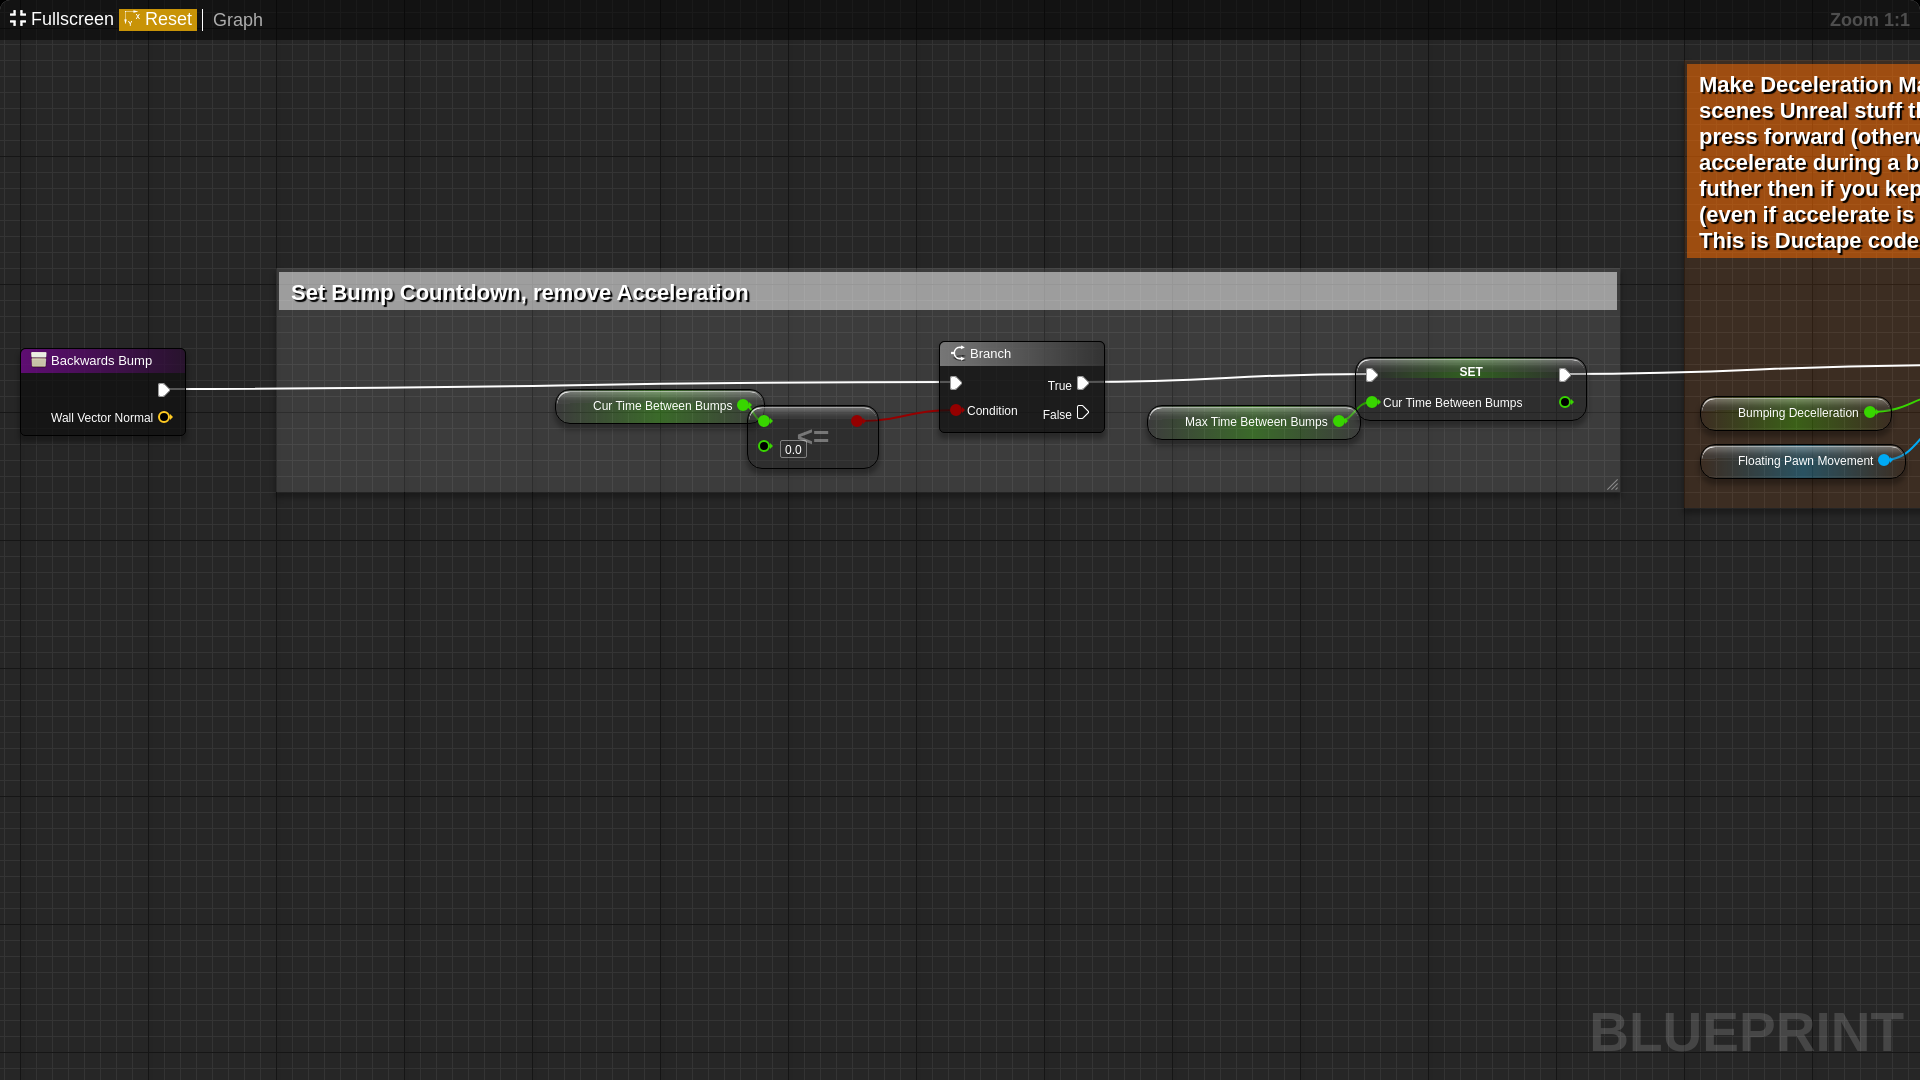 Fullscreen Reset Graph
Zoom 1:1
Make Deceleration Ma
scenes Unreal stuff th
press forward (otherw
accelerate during a b
futher then if you kep
(even if accelerate is
This is Ductape code
Set Bump Countdown, remove Acceleration
Backwards Bump
Wall Vector Normal
Cur Time Between Bumps
<=
0.0
Branch
True
Condition
False
Max Time Between Bumps
SET
Cur Time Between Bumps
Bumping Decelleration
Floating Pawn Movement
BLUEPRINT